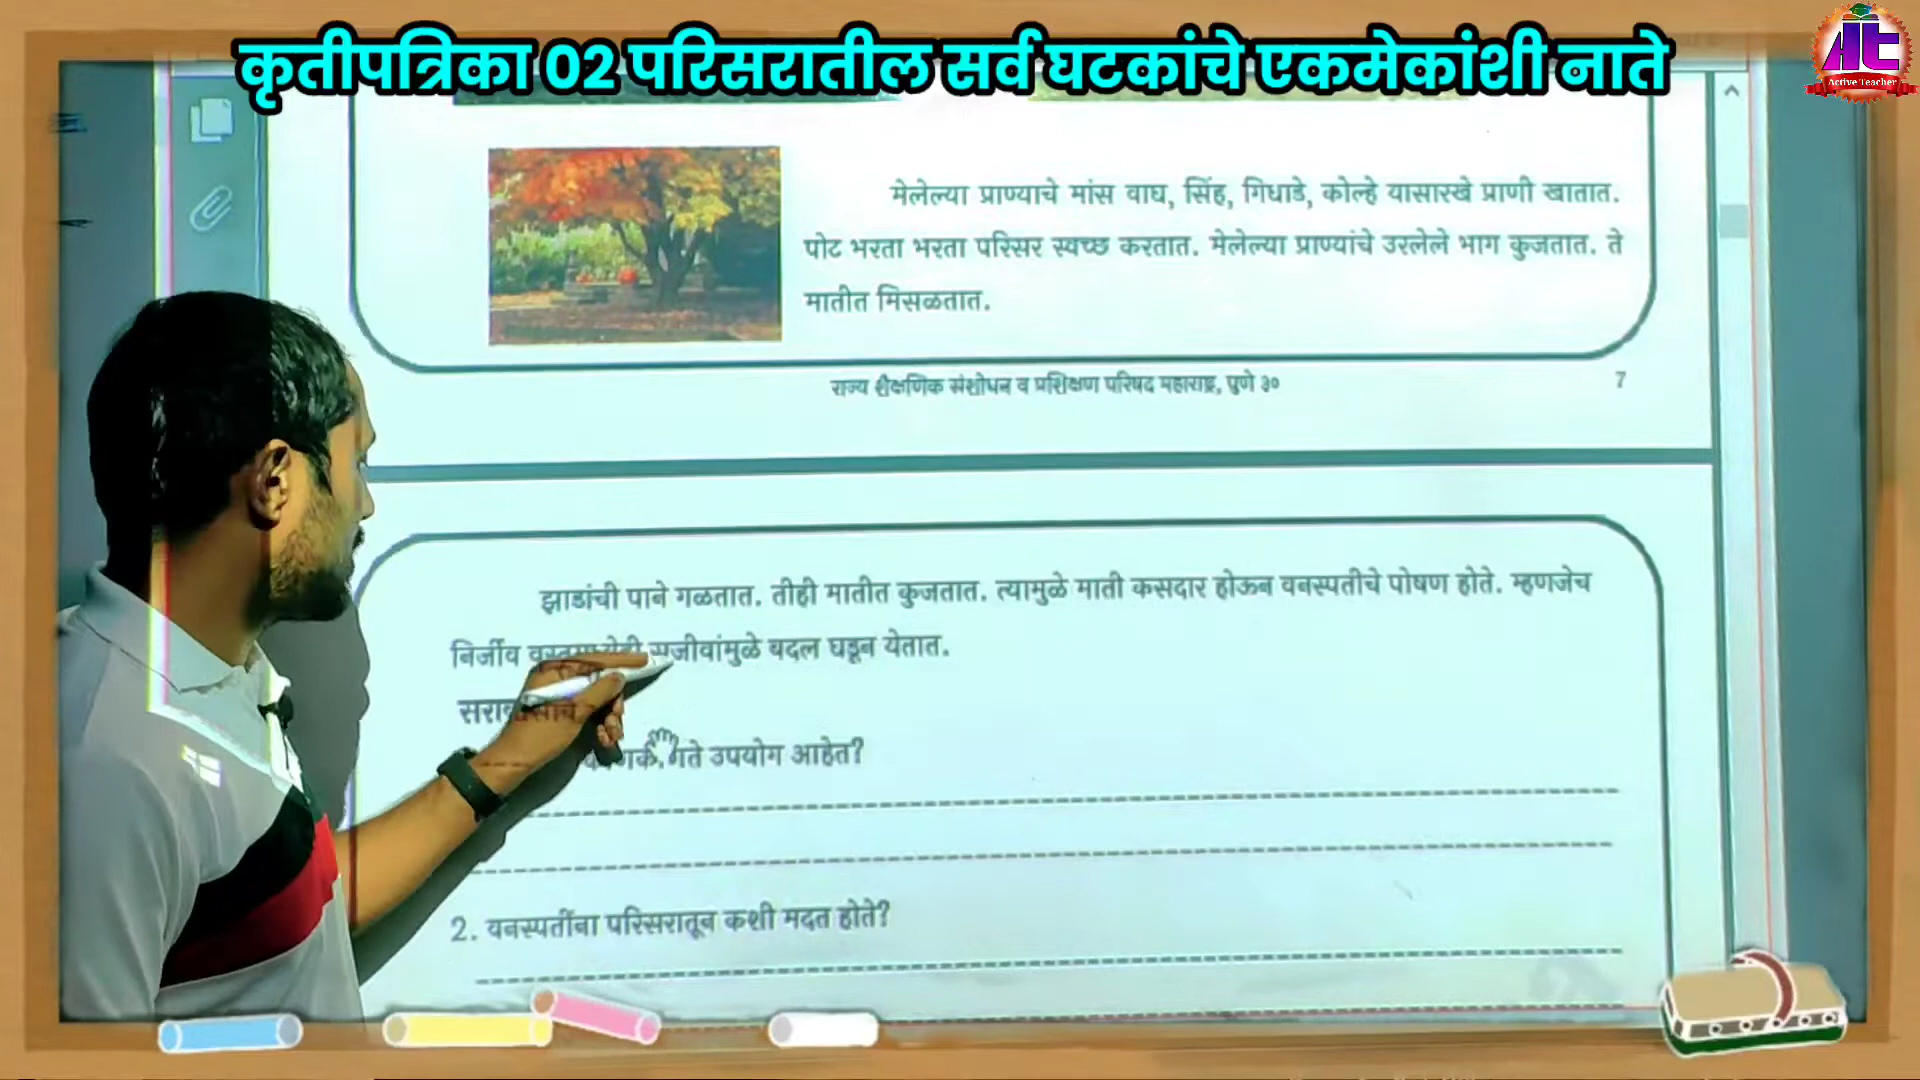 कृतीपत्रिका 02 परिसरातील सर्व घटकांचे एकमेकांशी नाते
Active Teacher
मेलेल्या प्राण्याचे मांस वाघ, सिंह, गिधाडे, कोल्हे यासारखे प्राणी खातात.
पोट भरता भरता परिसर स्वच्छ करतात. मेलेल्या प्राण्यांचे उरलेले भाग कुजतात. ते
मातीत मिसळतात.
राज्य शैक्षणिक संशोधन व प्रशिक्षण परिषद महाराष्ट्र, पुणे ३०
7
झाडांची पाने गळतात. तीही मातीत कुजतात. त्यामुळे माती कसदार होऊन वनस्पतीचे पोषण होते. म्हणजेच
निर्जीव सजीवांमुळे बदल घडून येतात.
उपयोग आहेत?
2. वनस्पतींना परिसरातून कशी मदत होते?